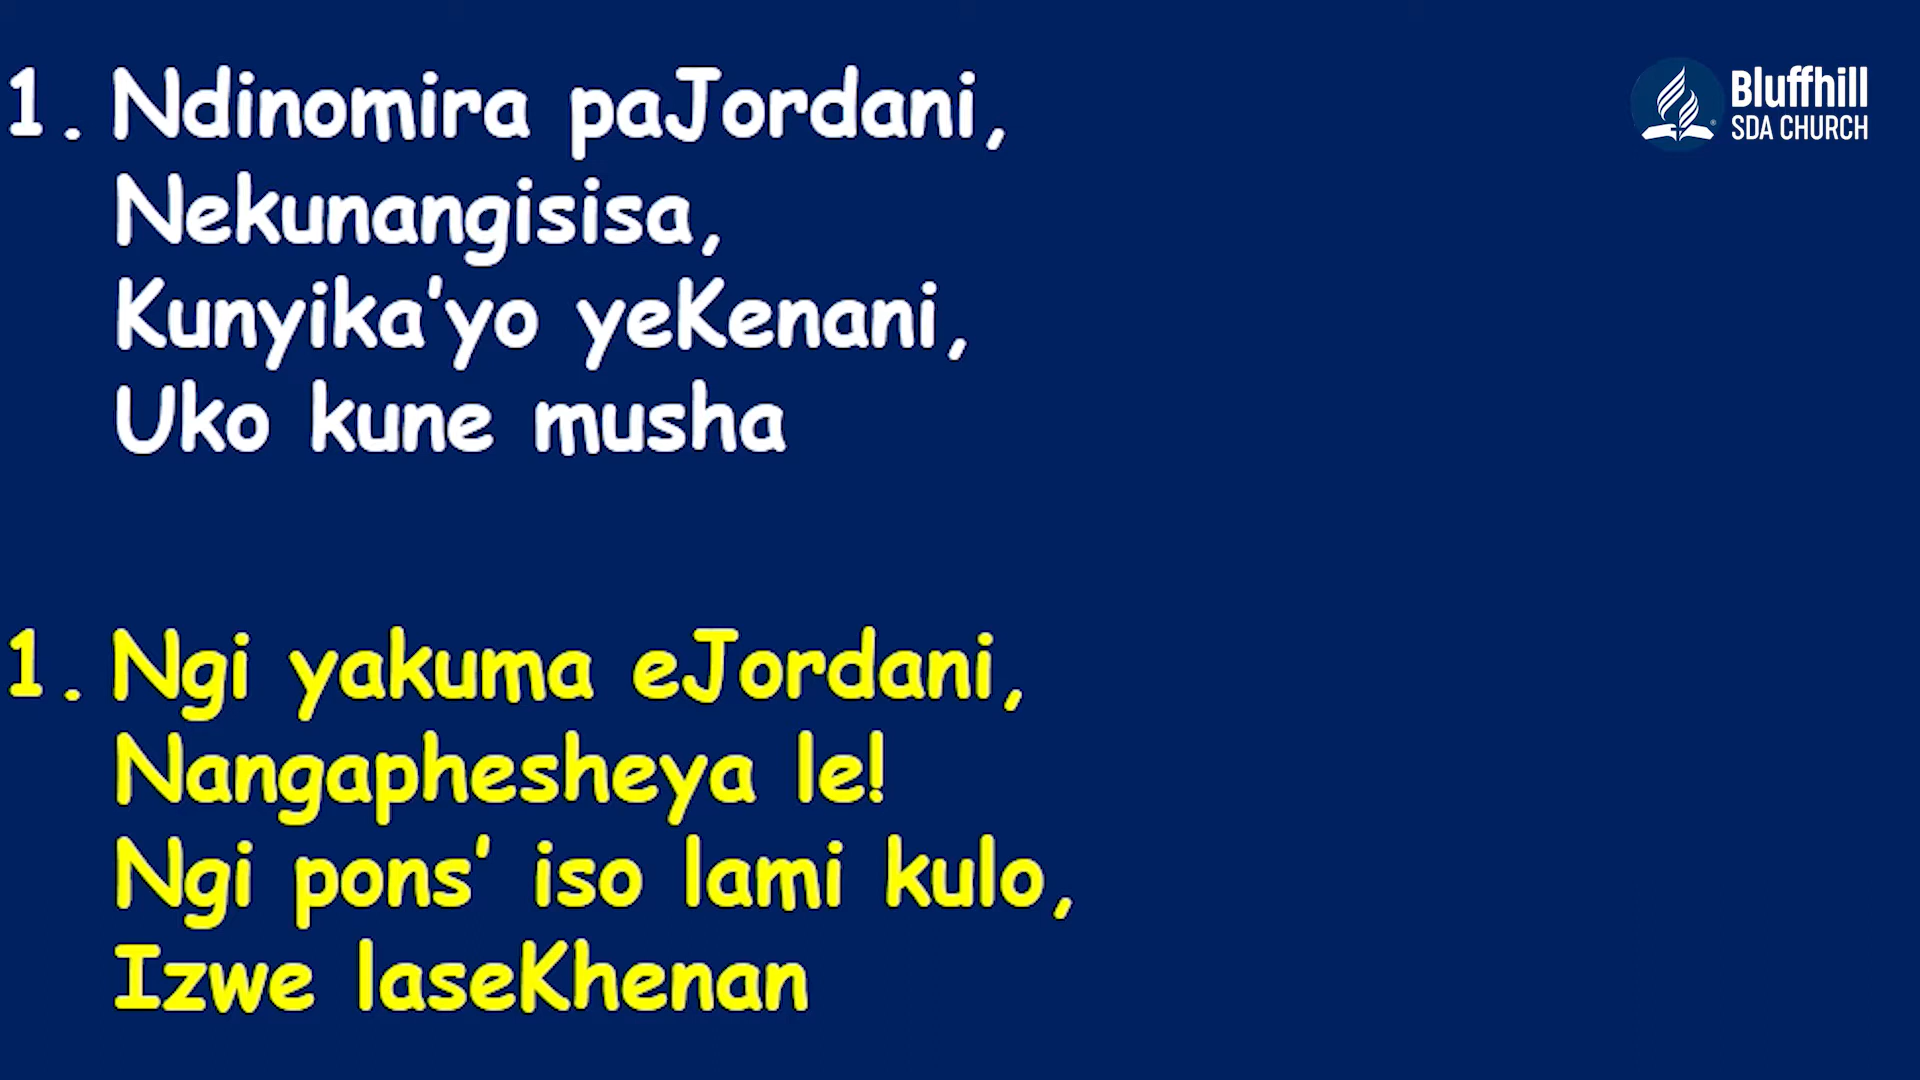 1. Ndinomira paJordani,
Nekunangisisa,
Kunyika'yo yeKenani,
Uko kune musha
1. Ngi yakuma eJordani,
Nangaphesheya le!
Ngi pons' iso lami kulo,
Izwe laseKhenan
Bluffhill
SDA CHURCH